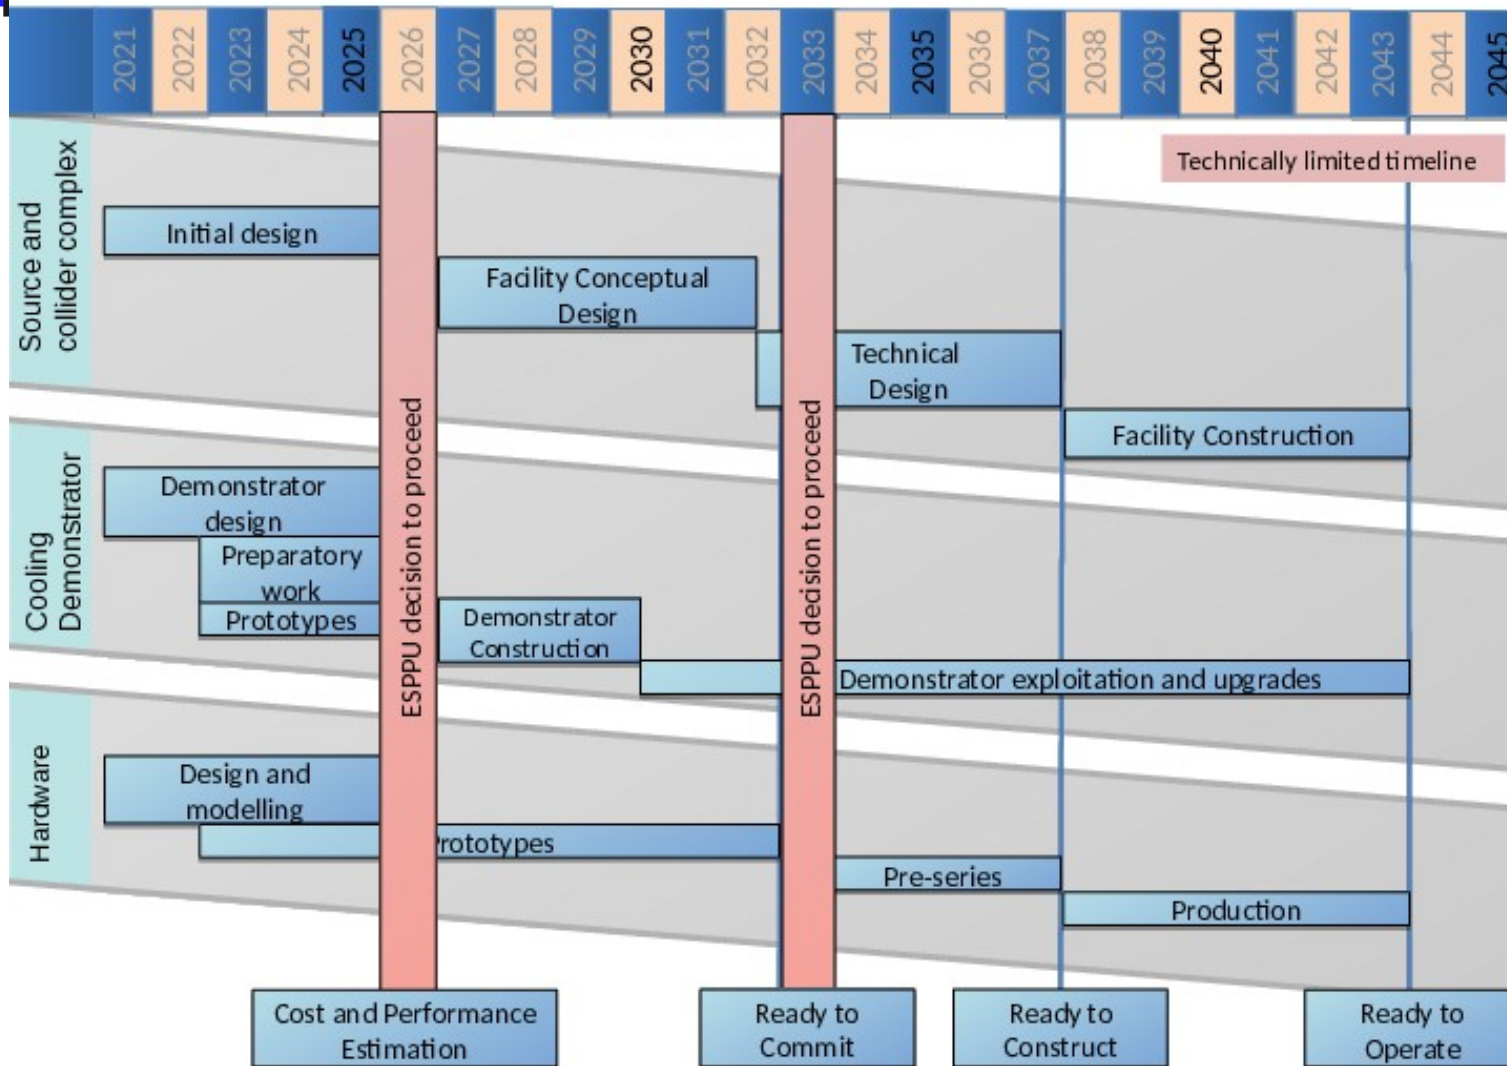 2021 2022 2023 2024 2025 2026 2027 2028 2029 2030 2031 2032 2033 2034 2035 2036 2037 2038 2039 2040 2041 2042 2043 2044 2045
Technically limited timeline
Source and
collider complex
Initial design
Facility Conceptual
Design
Technical
Design
Facility Construction
ESPPU decision to proceed
ESPPU decision to proceed
Cooling
Demonstrator
Demonstrator
design
Preparatory
work
Prototypes
Demonstrator
Construction
Demonstrator exploitation and upgrades
Hardware
Design and
modelling
Prototypes
Pre-series
Production
Cost and Performance
Estimation
Ready to
Commit
Ready to
Construct
Ready to
Operate